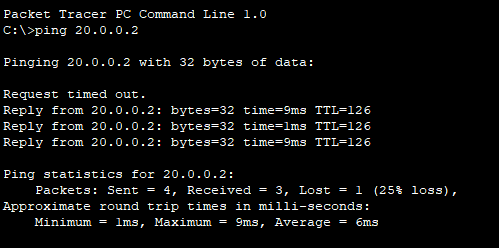 Packet Tracer PC Command Line 1.0
C:\>ping 20.0.0.2
Pinging 20.0.0.2 with 32 bytes of data:
Request timed out.
Reply from 20.0.0.2: bytes=32 time=9ms TTL=126
Reply from 20.0.0.2: bytes=32 time=1ms TTL=126
Reply from 20.0.0.2: bytes=32 time=9ms TTL=126
Ping statistics for 20.0.0.2:
Packets: Sent = 4, Received = 3, Lost = 1 (25% loss),
Approximate round trip times in milli-seconds:
Minimum = 1ms, Maximum = 9ms, Average = 6ms